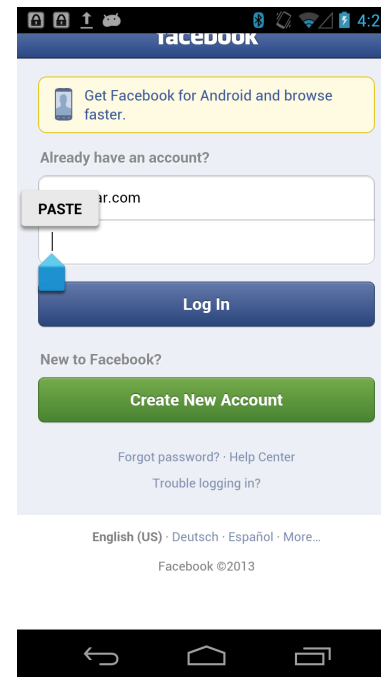 4:2
facebook
Get Facebook for Android and browse
faster.
Already have an account?
ar.com
PASTE
Log In
New to Facebook?
Create New Account
Forgot password? · Help Center
Trouble logging in?
English (US) · Deutsch · Español · More…
Facebook ©2013